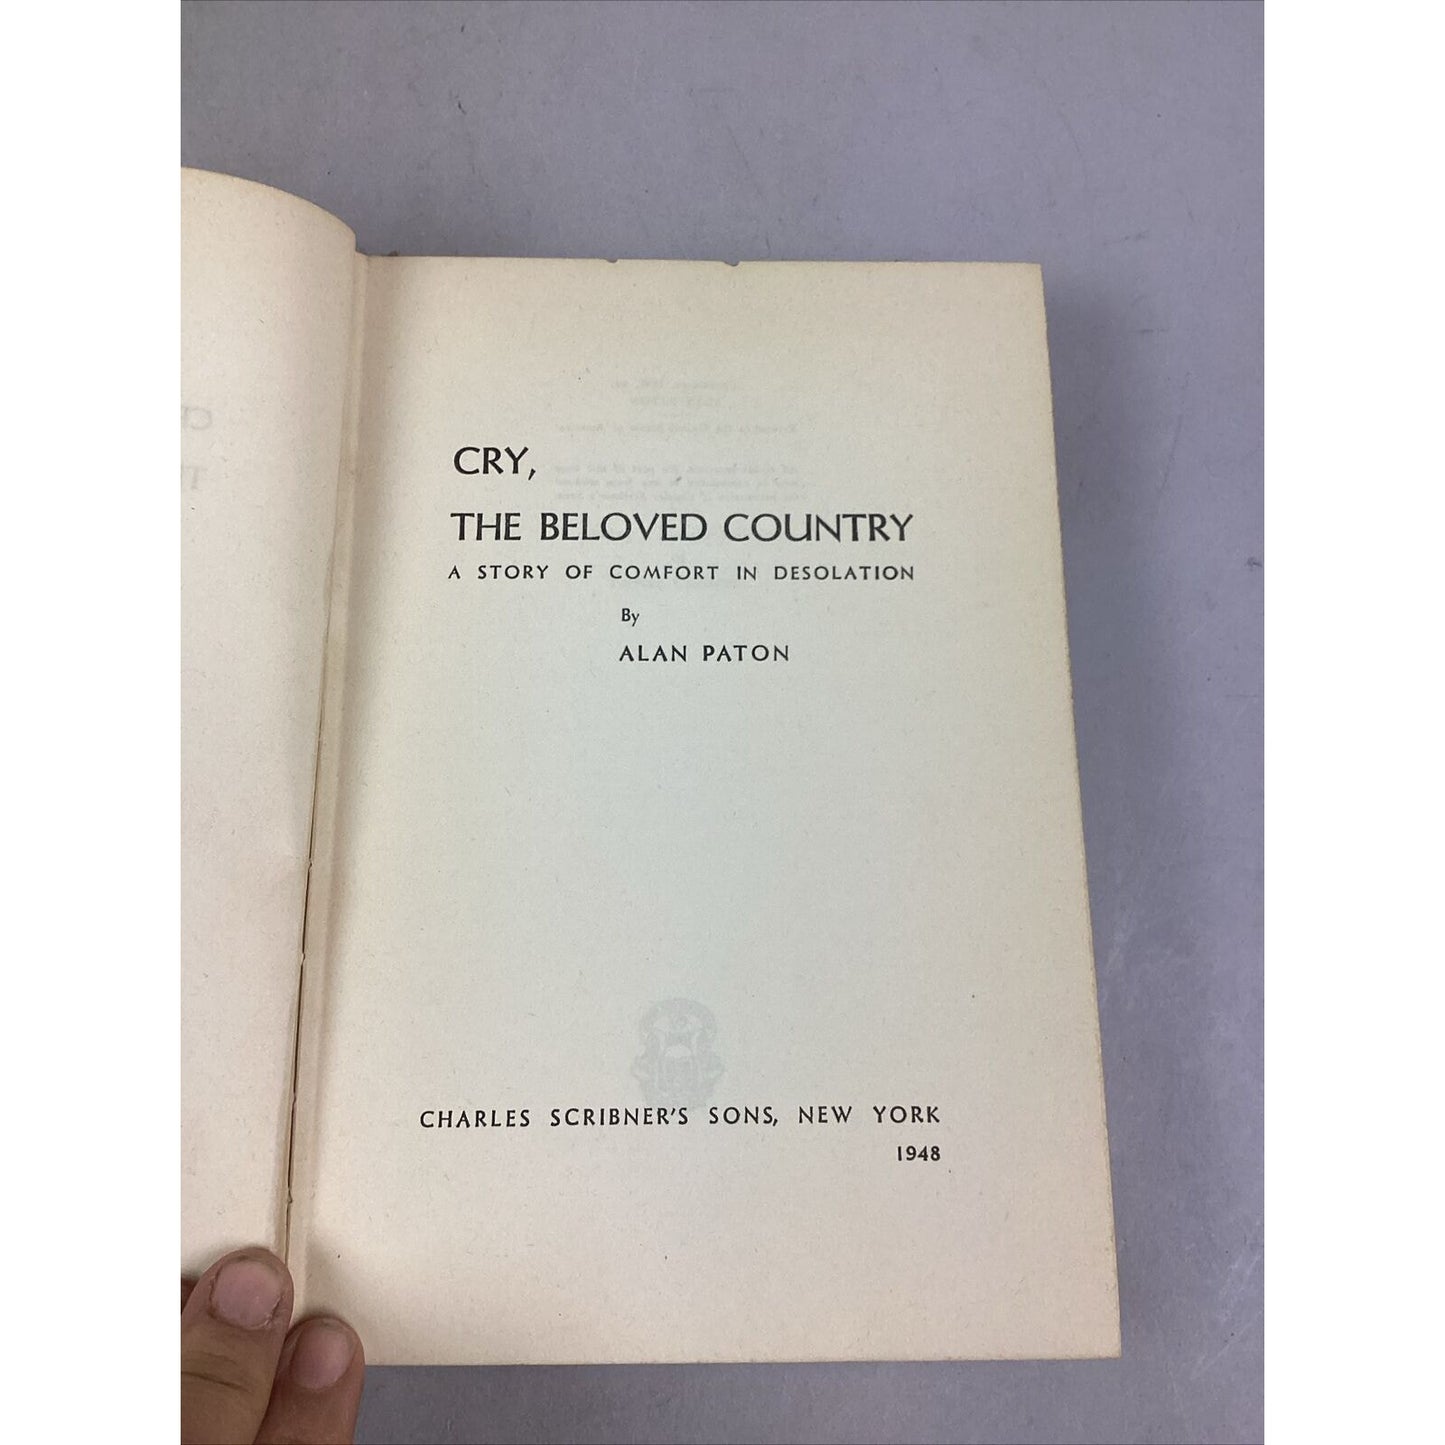 CRY,
THE BELOVED COUNTRY
A STORY OF COMFORT IN DESOLATION
By
ALAN PATON
CHARLES SCRIBNER'S SONS, NEW YORK
1948